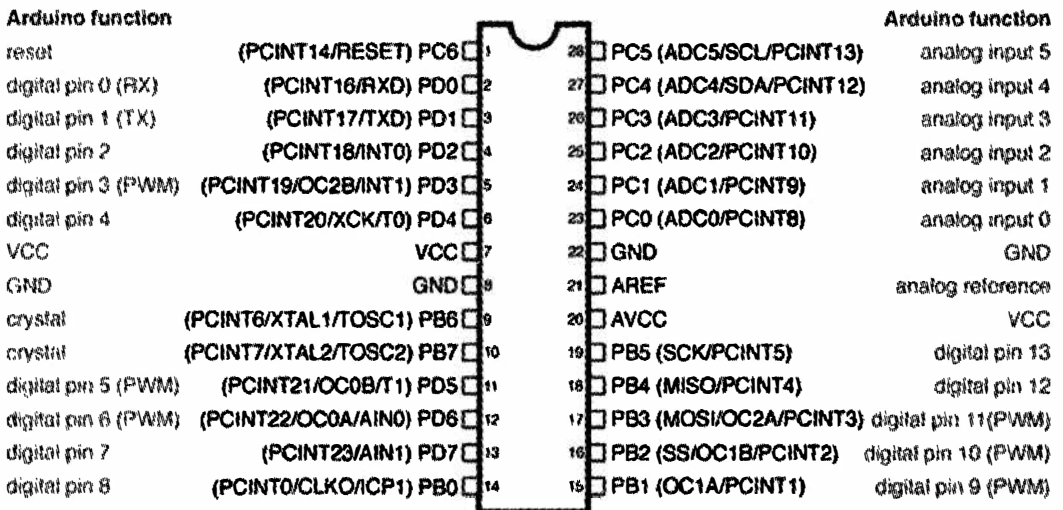 Arduino function Arduino function
reset (PCINT14/RESET) PC6 1 28 PC5 (ADC5/SCL/PCINT13) analog input 5
digital pin 0 (RX) (PCINT16/RXD) PD0 2 27 PC4 (ADC4/SDA/PCINT12) analog input 4
digital pin 1 (TX) (PCINT17/TXD) PD1 3 26 PC3 (ADC3/PCINT11) analog input 3
digital pin 2 (PCINT18/INT0) PD2 4 25 PC2 (ADC2/PCINT10) analog input 2
digital pin 3 (PWM) (PCINT19/OC2B/INT1) PD3 5 24 PC1 (ADC1/PCINT9) analog input 1
digital pin 4 (PCINT20/XCK/T0) PD4 6 23 PC0 (ADC0/PCINT8) analog input 0
VCC VCC 7 22 GND GND
GND GND 8 21 AREF analog reference
crystal (PCINT6/XTAL1/TOSC1) PB6 9 20 AVCC VCC
crystal (PCINT7/XTAL2/TOSC2) PB7 10 19 PB5 (SCK/PCINT5) digital pin 13
digital pin 5 (PWM) (PCINT21/OC0B/T1) PD5 11 18 PB4 (MISO/PCINT4) digital pin 12
digital pin 6 (PWM) (PCINT22/OC0A/AIN0) PD6 12 17 PB3 (MOSI/OC2A/PCINT3) digital pin 11(PWM)
digital pin 7 (PCINT23/AIN1) PD7 13 16 PB2 (SS/OC1B/PCINT2) digital pin 10 (PWM)
digital pin 8 (PCINT0/CLKO/ICP1) PB0 14 15 PB1 (OC1A/PCINT1) digital pin 9 (PWM)